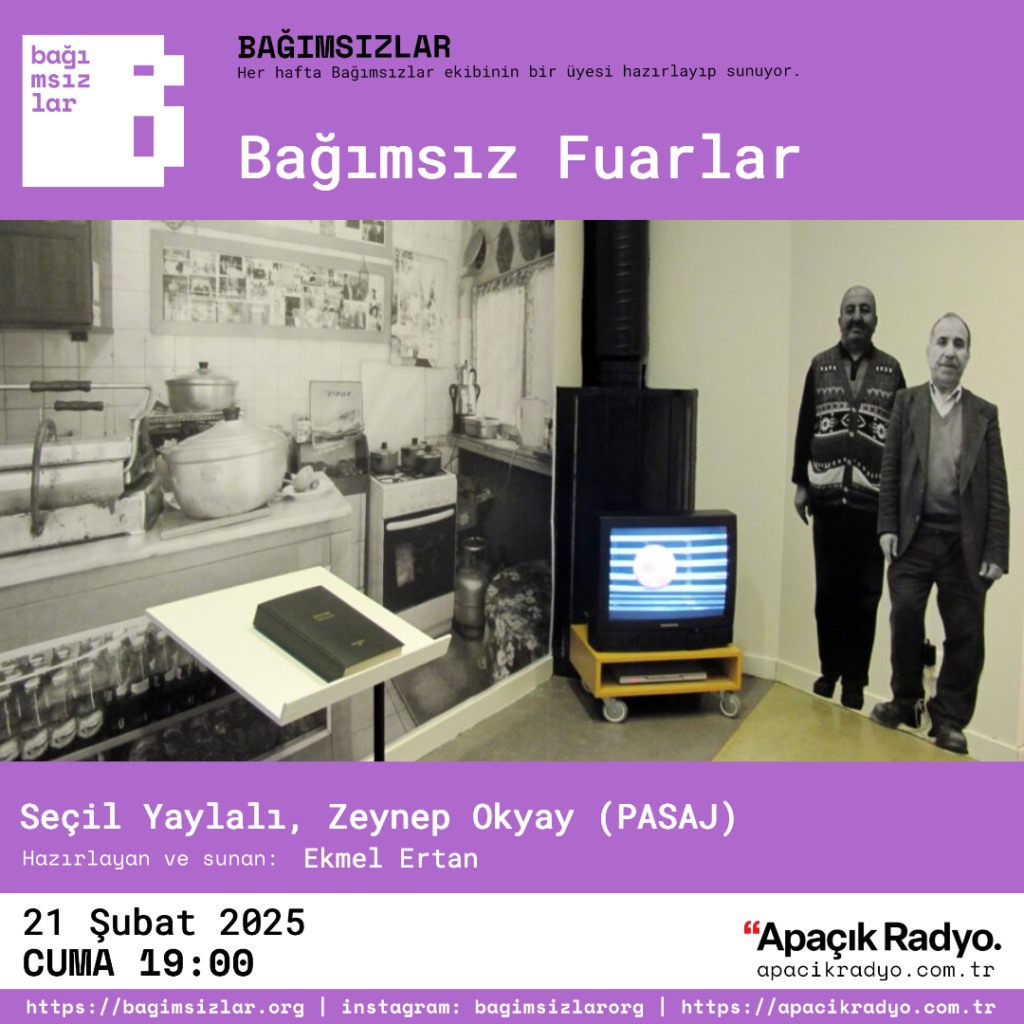 bağı
msız
lar
BAĞIMSIZLAR
Her hafta Bağımsızlar ekibinin bir üyesi hazırlayıp sunuyor.
Bağımsız Fuarlar
Seçil Yaylalı, Zeynep Okyay (PASAJ)
Hazırlayan ve sunan: Ekmel Ertan
21 Şubat 2025
CUMA 19:00
“Apaçık Radyo.
apacikradyo.com.tr
https://bagimsizlar.org | instagram: bagimsizlarorg | https://apacikradyo.com.tr